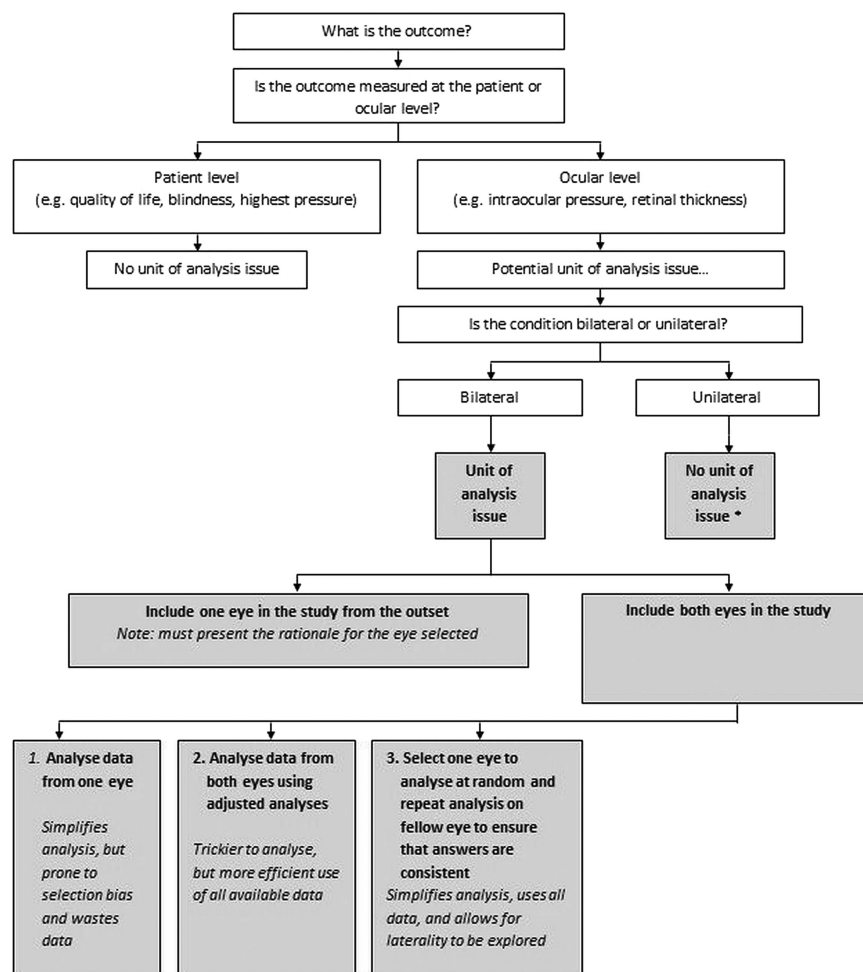 What is the outcome?
Is the outcome measured at the patient or
ocular level?
Patient level
(e.g. quality of life, blindness, highest pressure)
Ocular level
(e.g. intraocular pressure, retinal thickness)
No unit of analysis issue
Potential unit of analysis issue...
Is the condition bilateral or unilateral?
Bilateral
Unilateral
Unit of
analysis
issue
No unit of
analysis
issue *
Include one eye in the study from the outset
Note: must present the rationale for the eye selected
Include both eyes in the study
1. Analyse data
from one eye
Simplifies
analysis, but
prone to
selection bias
and wastes
data
2. Analyse data from
both eyes using
adjusted analyses
Trickier to analyse,
but more efficient use
of all available data
3. Select one eye to
analyse at random and
repeat analysis on
fellow eye to ensure
that answers are
consistent
Simplifies analysis, uses all
data, and allows for
laterality to be explored